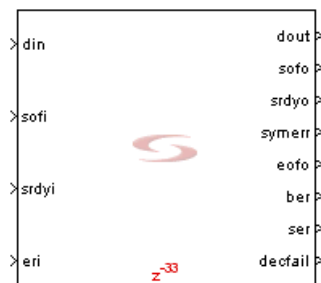 din
sofi
srdyi
eri
dout
sofo
srdyo
symerr
eofo
ber
ser
decfail
z⁻³³